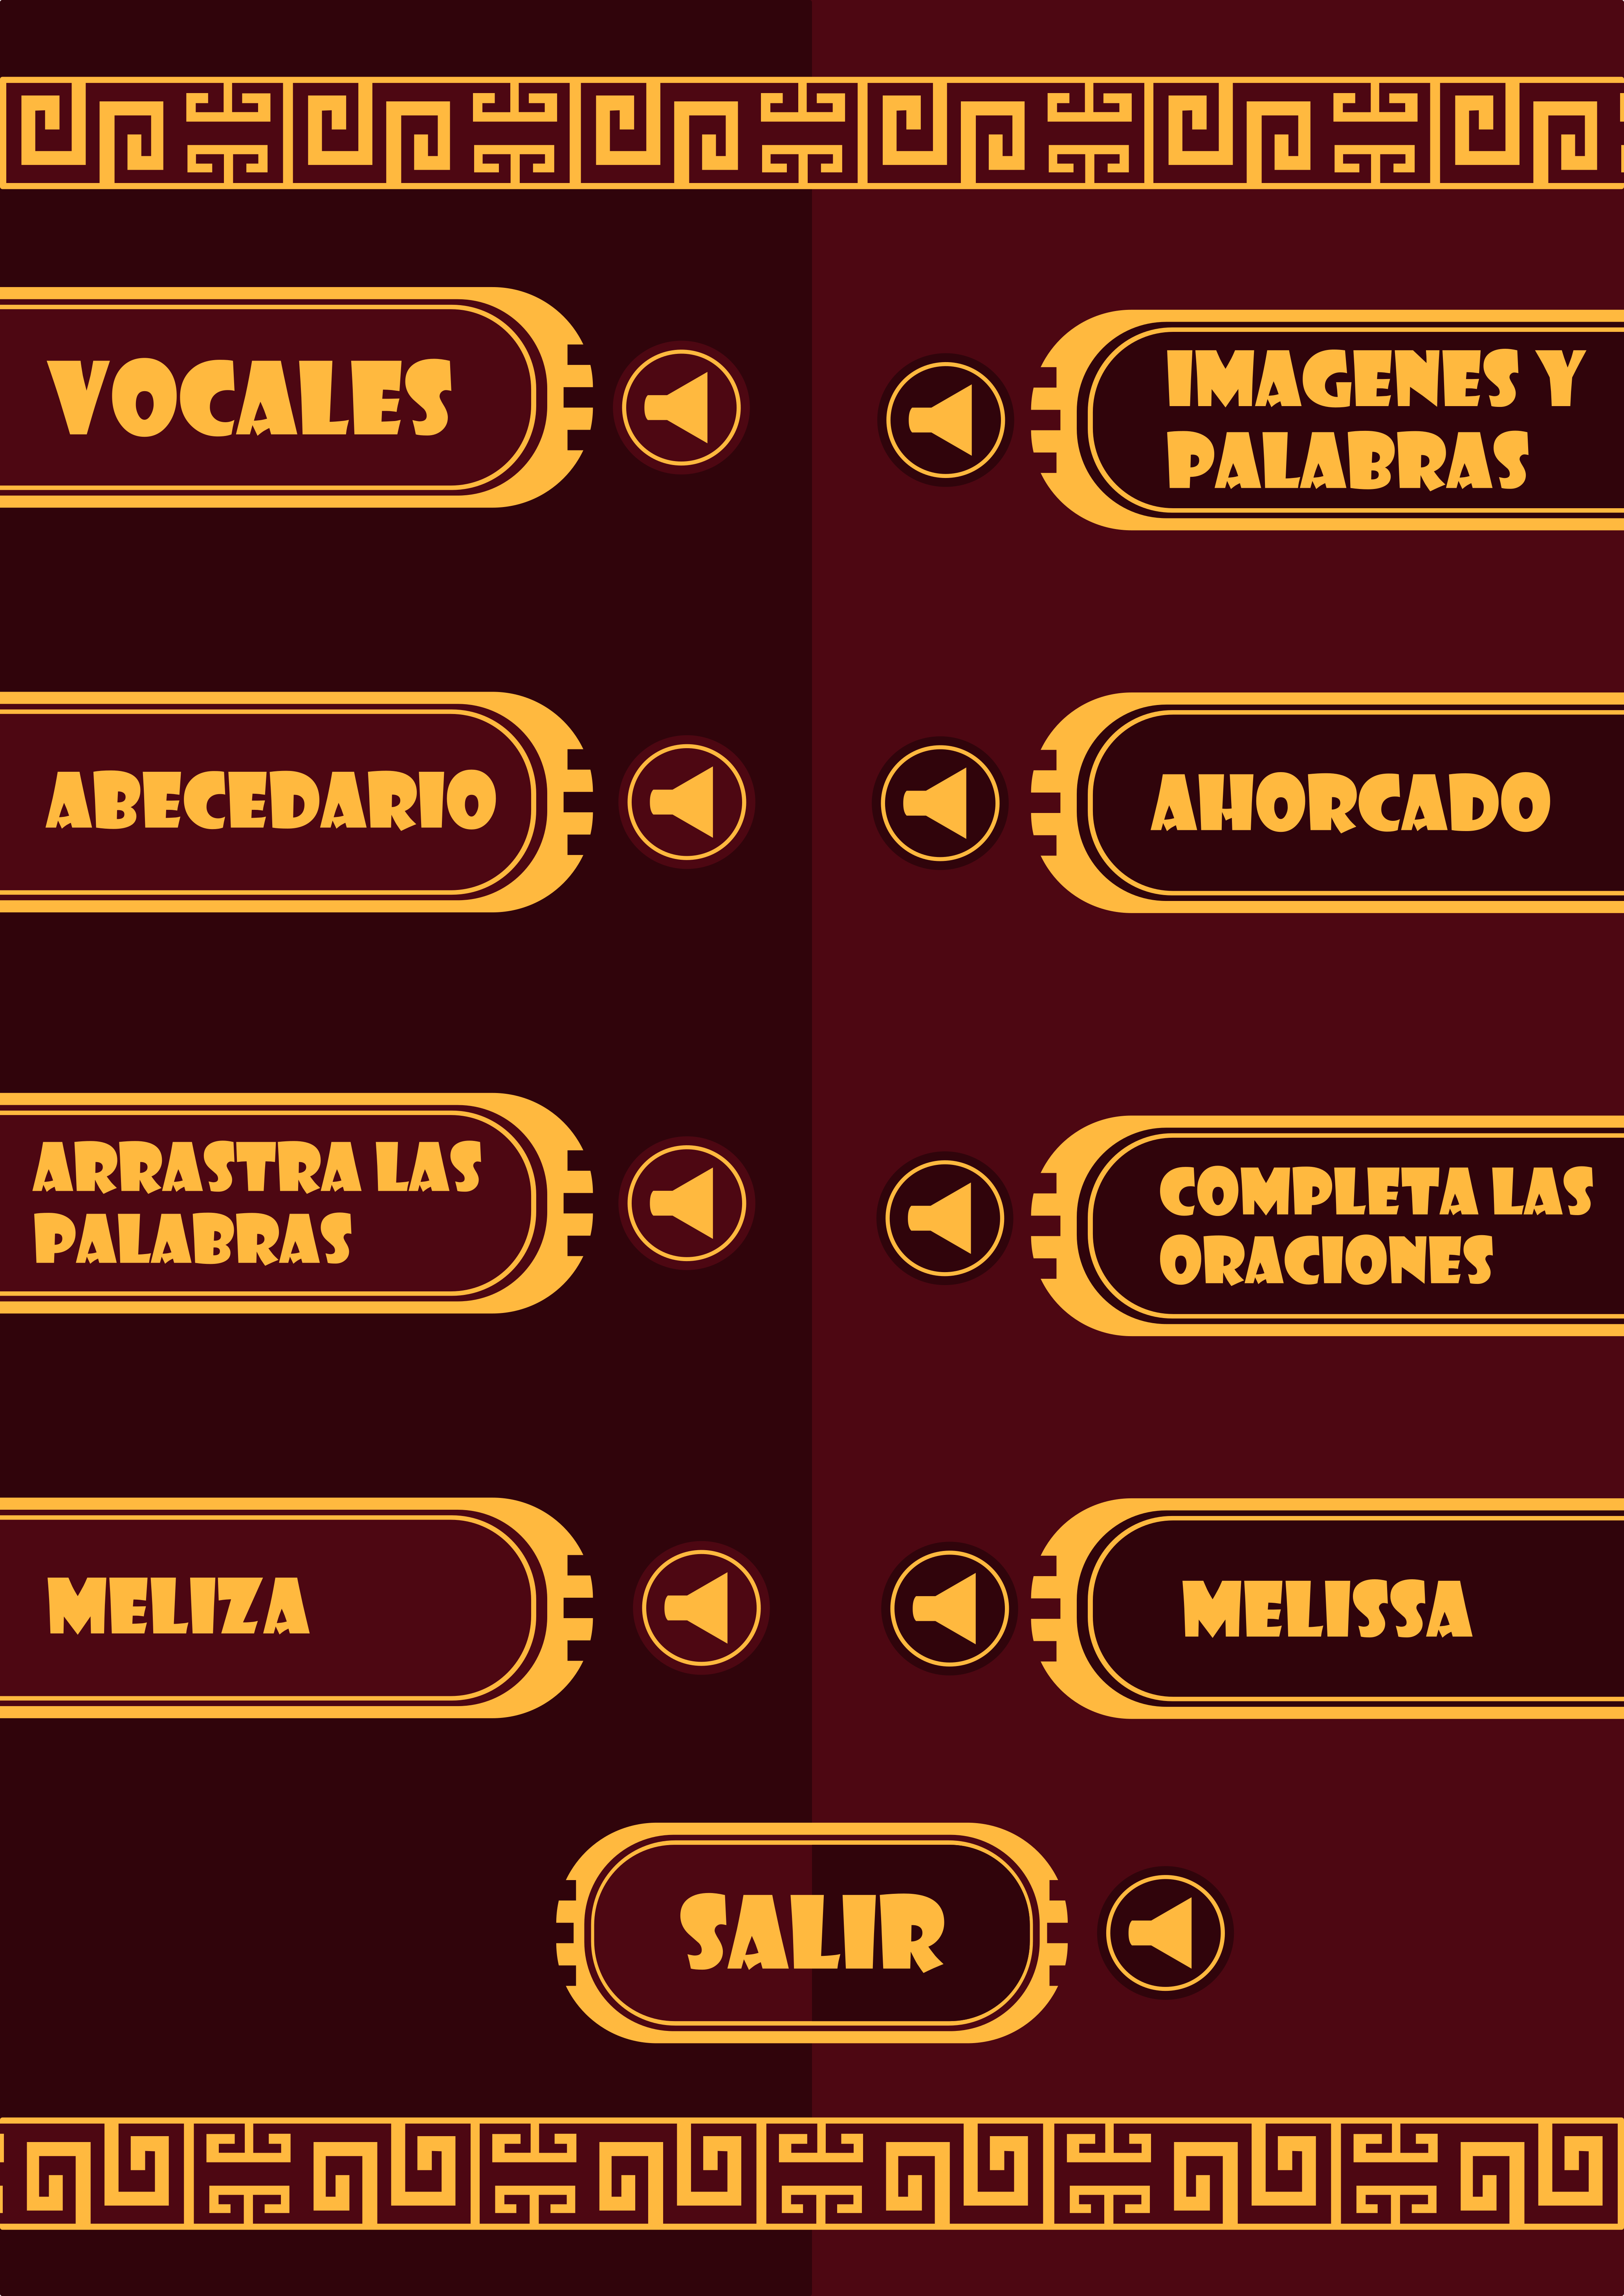 VOCALES
IMAGENES Y
PALABRAS
ABECEDARIO
AHORCADO
ARRASTRA LAS
PALABRAS
COMPLETA LAS
ORACIONES
MELIZA
MELISSA
SALIR